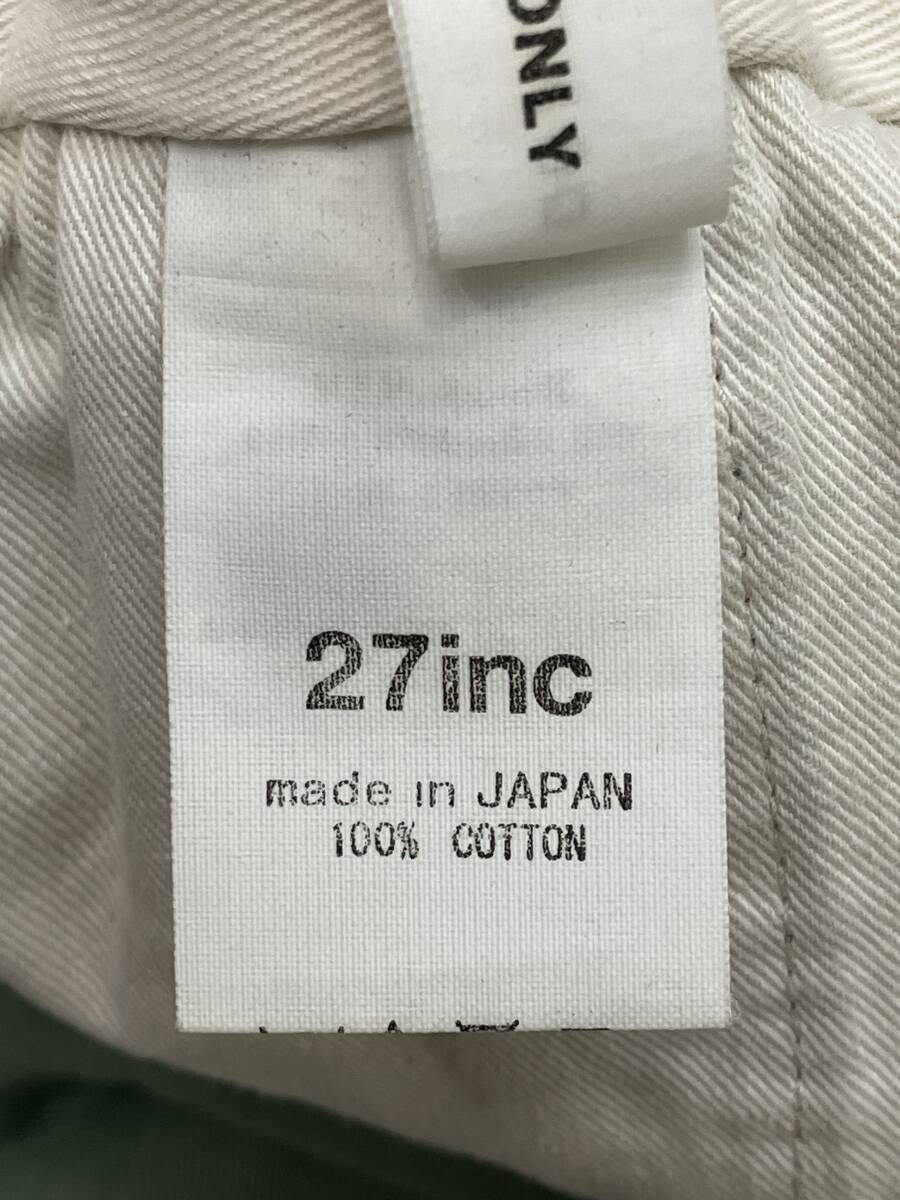 ONLY
27inc
made in JAPAN
100% COTTON